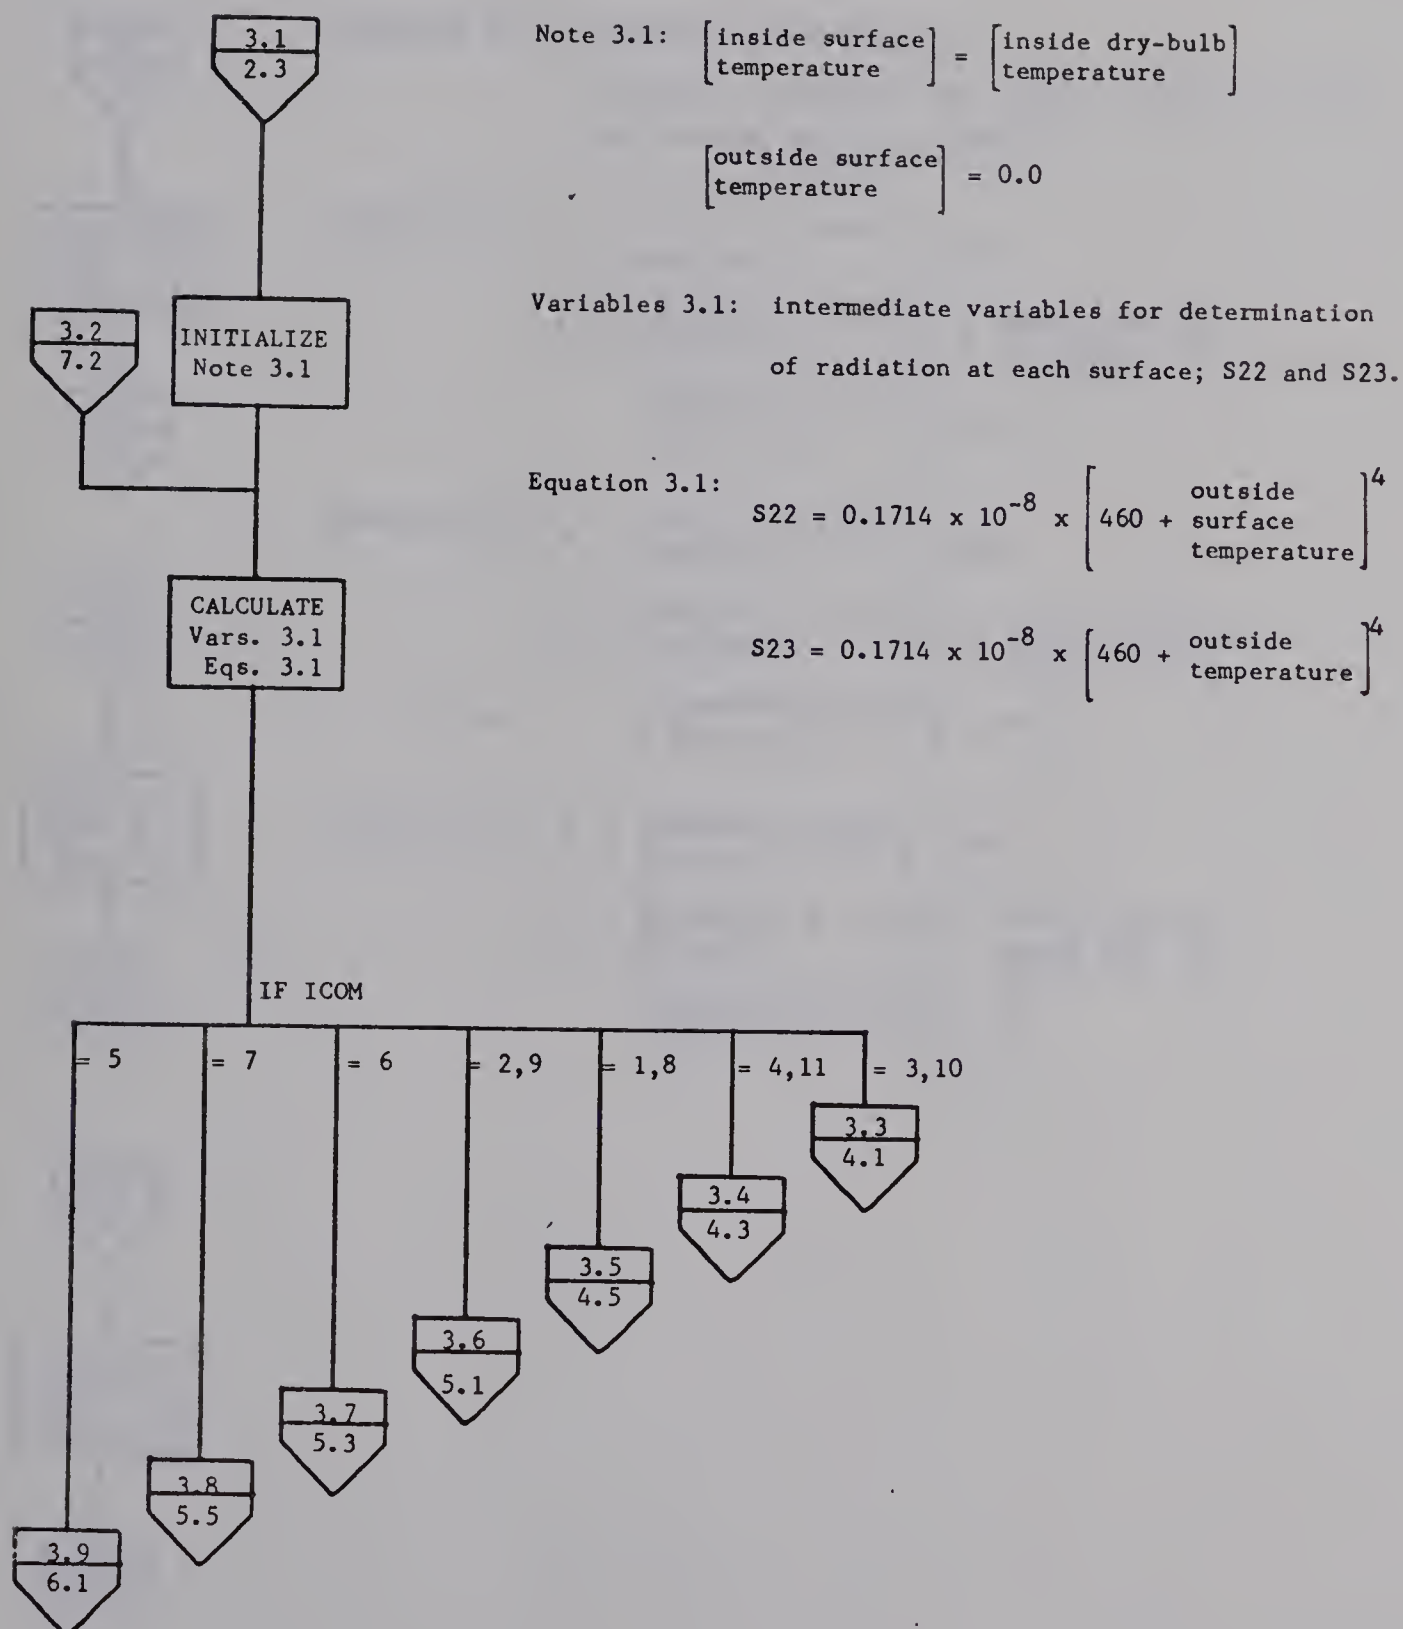 3.1
2.3
Note 3.1: [inside surface temperature] = [inside dry-bulb temperature]
[outside surface temperature] = 0.0
3.2
7.2
INITIALIZE
Note 3.1
Variables 3.1: intermediate variables for determination
of radiation at each surface; S22 and S23.
Equation 3.1:
S22 = 0.1714 x 10^-8 x [460 + outside surface temperature]^4
S23 = 0.1714 x 10^-8 x [460 + outside temperature]^4
CALCULATE
Vars. 3.1
Eqs. 3.1
IF ICOM
= 5
= 7
= 6
= 2,9
= 1,8
= 4,11
= 3,10
3.3
4.1
3.4
4.3
3.5
4.5
3.6
5.1
3.7
5.3
3.8
5.5
3.9
6.1